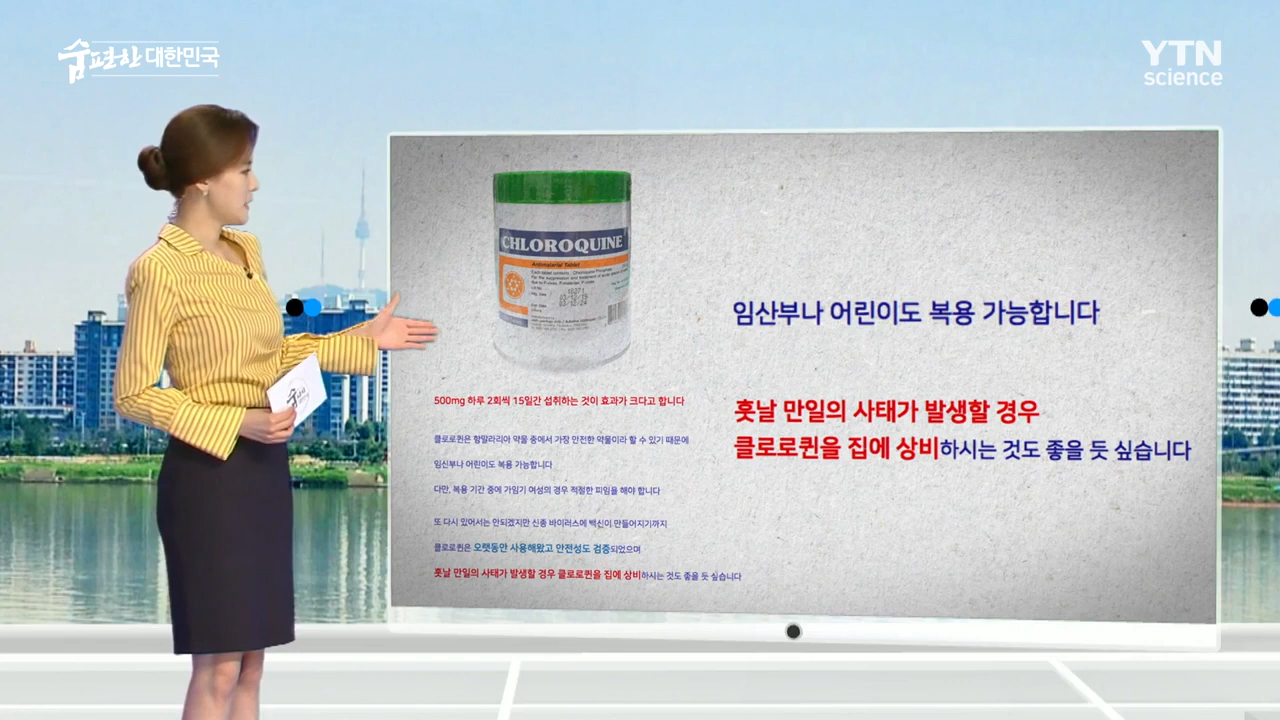 숨편한 대한민국
YTN
science
CHLOROQUINE
Antimalarial Tablet
임산부나 어린이도 복용 가능합니다
훗날 만일의 사태가 발생할 경우
클로로퀸을 집에 상비하시는 것도 좋을 듯 싶습니다
500mg 하루 2회씩 15일간 섭취하는 것이 효과가 크다고 합니다
클로로퀸은 항말라리아 약물 중에서 가장 안전한 약물이라 할 수 있기 때문에
임신부나 어린이도 복용 가능합니다
다만, 복용 기간 중에 가임기 여성의 경우 적절한 피임을 해야 합니다
또 다시 있어서는 안되겠지만 신종 바이러스에 백신이 만들어지기까지
클로로퀸은 오랫동안 사용해왔고 안전성도 검증되었으며
훗날 만일의 사태가 발생할 경우 클로로퀸을 집에 상비하시는 것도 좋을 듯 싶습니다